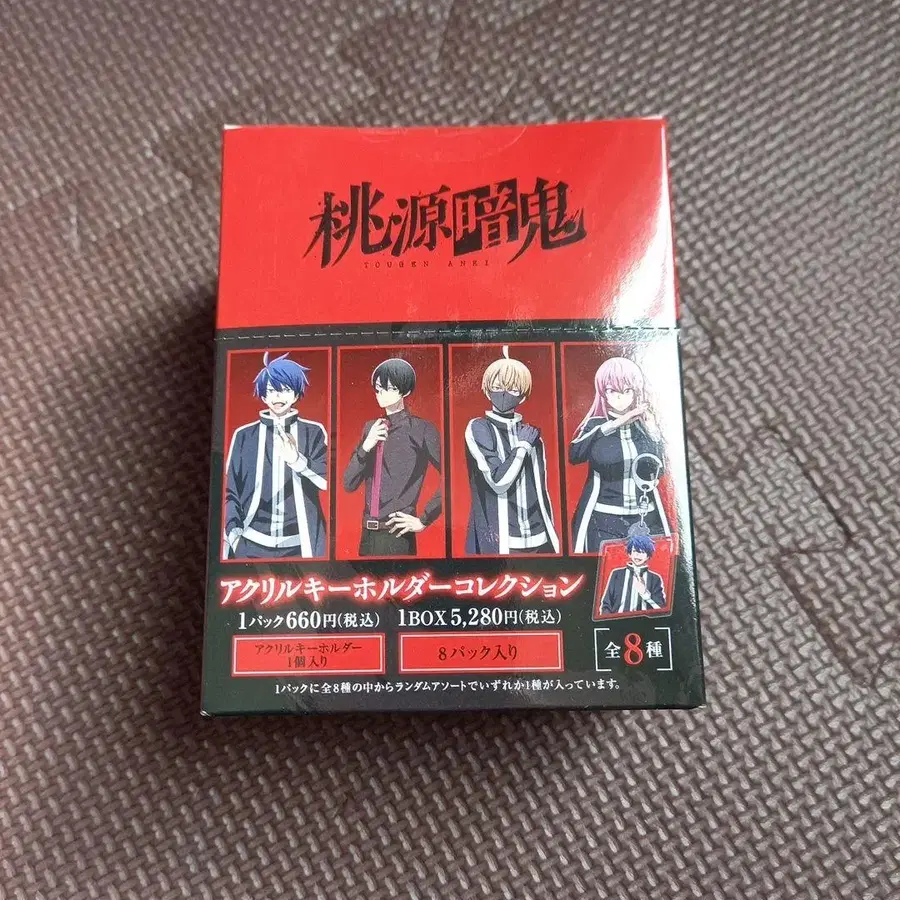 桃源暗鬼
TOUGEN ANKI
アクリルキーホルダーコレクション
1パック660円(税込) 1BOX 5,280円(税込)
アクリルキーホルダー
1個入り
8パック入り
全8種
1パックに全8種の中からランダムアソートでいずれか1種が入っています。